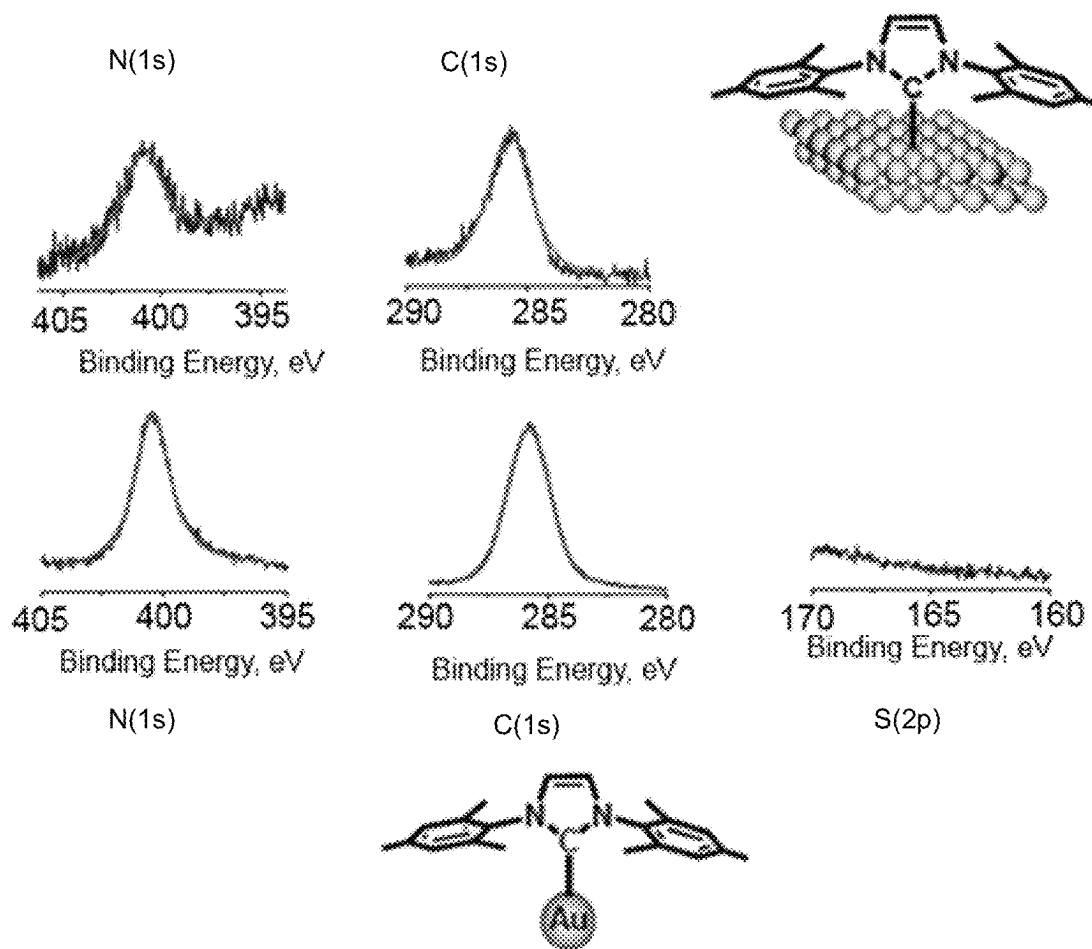 N(1s)
C(1s)
N
N
C
405 400 395
290 285 280
Binding Energy, eV
Binding Energy, eV
405 400 395
290 285 280
170 165 160
Binding Energy, eV
Binding Energy, eV
Binding Energy, eV
N(1s)
C(1s)
S(2p)
N
N
C
Au